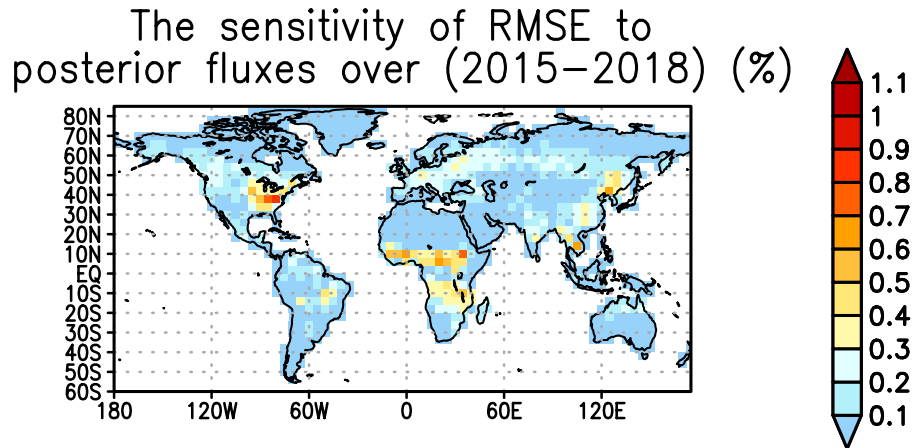 The sensitivity of RMSE to
posterior fluxes over (2015−2018) (%)
80N
70N
60N
50N
40N
30N
20N
10N
EQ
10S
20S
30S
40S
50S
60S
180 120W 60W 0 60E 120E
1.1
1
0.9
0.8
0.7
0.6
0.5
0.4
0.3
0.2
0.1